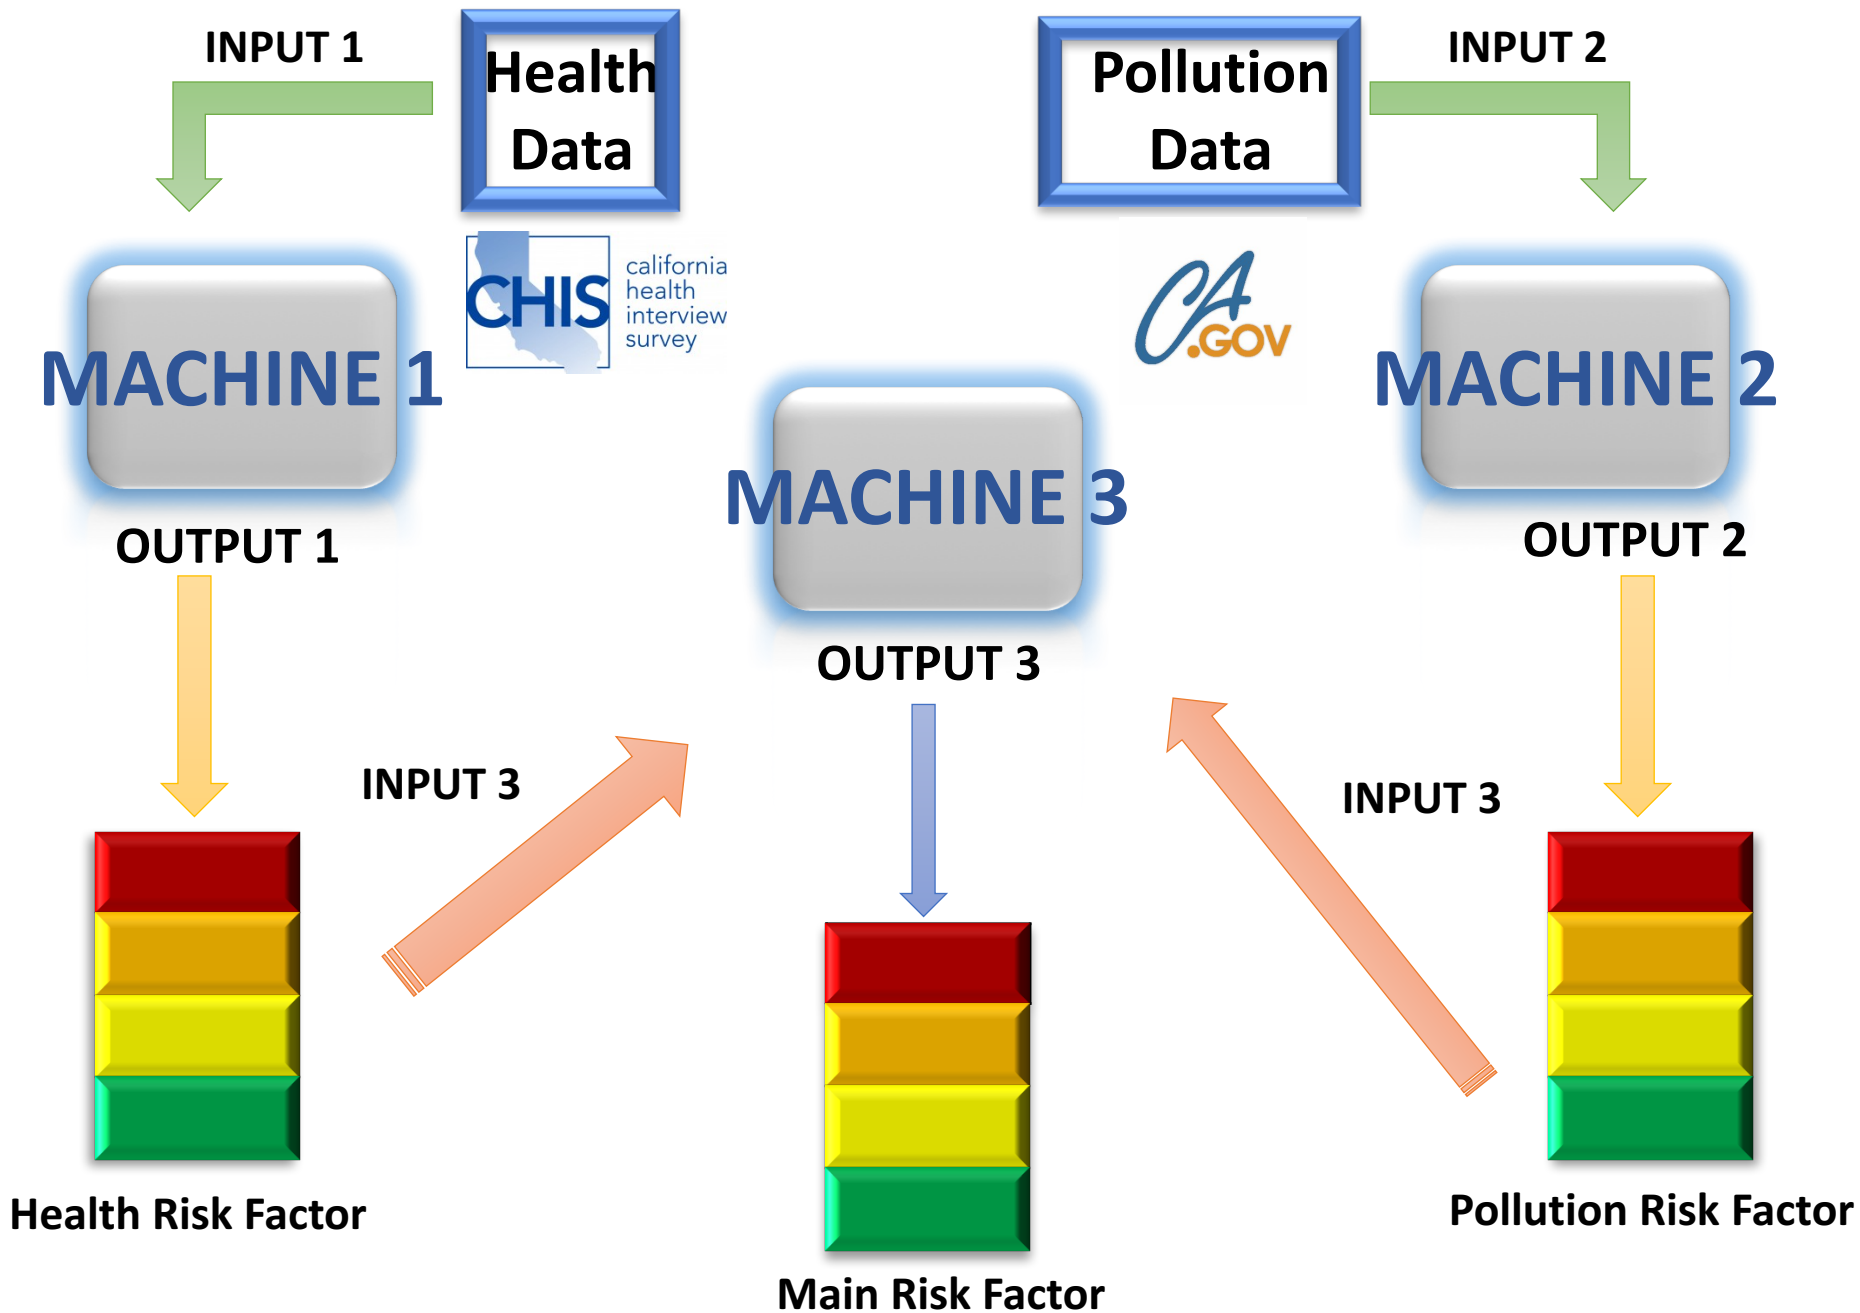 INPUT 1
Health
Data
Pollution
Data
INPUT 2
CHIS
california
health
interview
survey
CA
.GOV
MACHINE 1
MACHINE 2
MACHINE 3
OUTPUT 1
OUTPUT 2
OUTPUT 3
INPUT 3
INPUT 3
Health Risk Factor
Pollution Risk Factor
Main Risk Factor